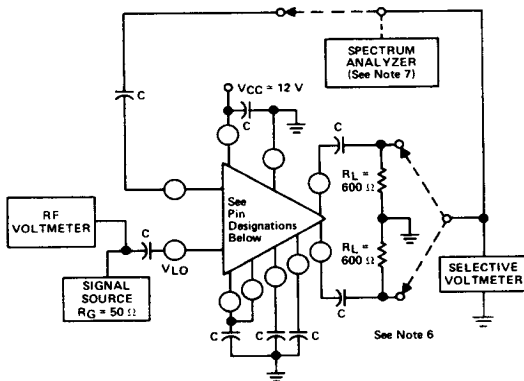 SPECTRUM
ANALYZER
(See Note 7)
C
VCC = 12 V
C
C
RF
VOLTMETER
C
See
Pin
Designations
Below
RL =
600 Ω
RL =
600 Ω
VLO
SIGNAL
SOURCE
RG = 50 Ω
SELECTIVE
VOLTMETER
C
C
C
C
See Note 6